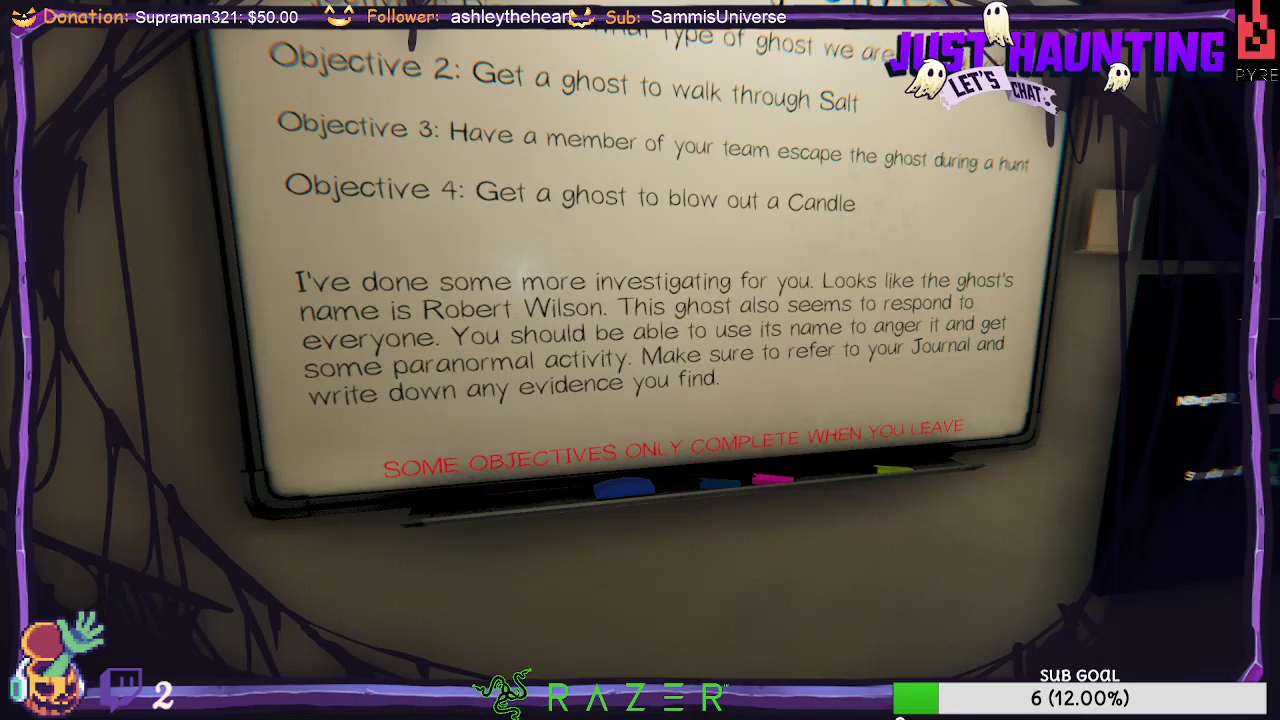 Donation: Supraman321: $50.00 Follower: ashleytheheart Sub: SammisUniverse
Type of ghost we are
JUST HAUNTING
LET'S CHAT
PYRE
Objective 2: Get a ghost to walk through Salt
Objective 3: Have a member of your team escape the ghost during a hunt
Objective 4: Get a ghost to blow out a Candle
I've done some more investigating for you. Looks like the ghost's
name is Robert Wilson. This ghost also seems to respond to
everyone. You should be able to use its name to anger it and get
some paranormal activity. Make sure to refer to your Journal and
write down any evidence you find.
SOME OBJECTIVES ONLY COMPLETE WHEN YOU LEAVE
2
RAZER
SUB GOAL
6 (12.00%)